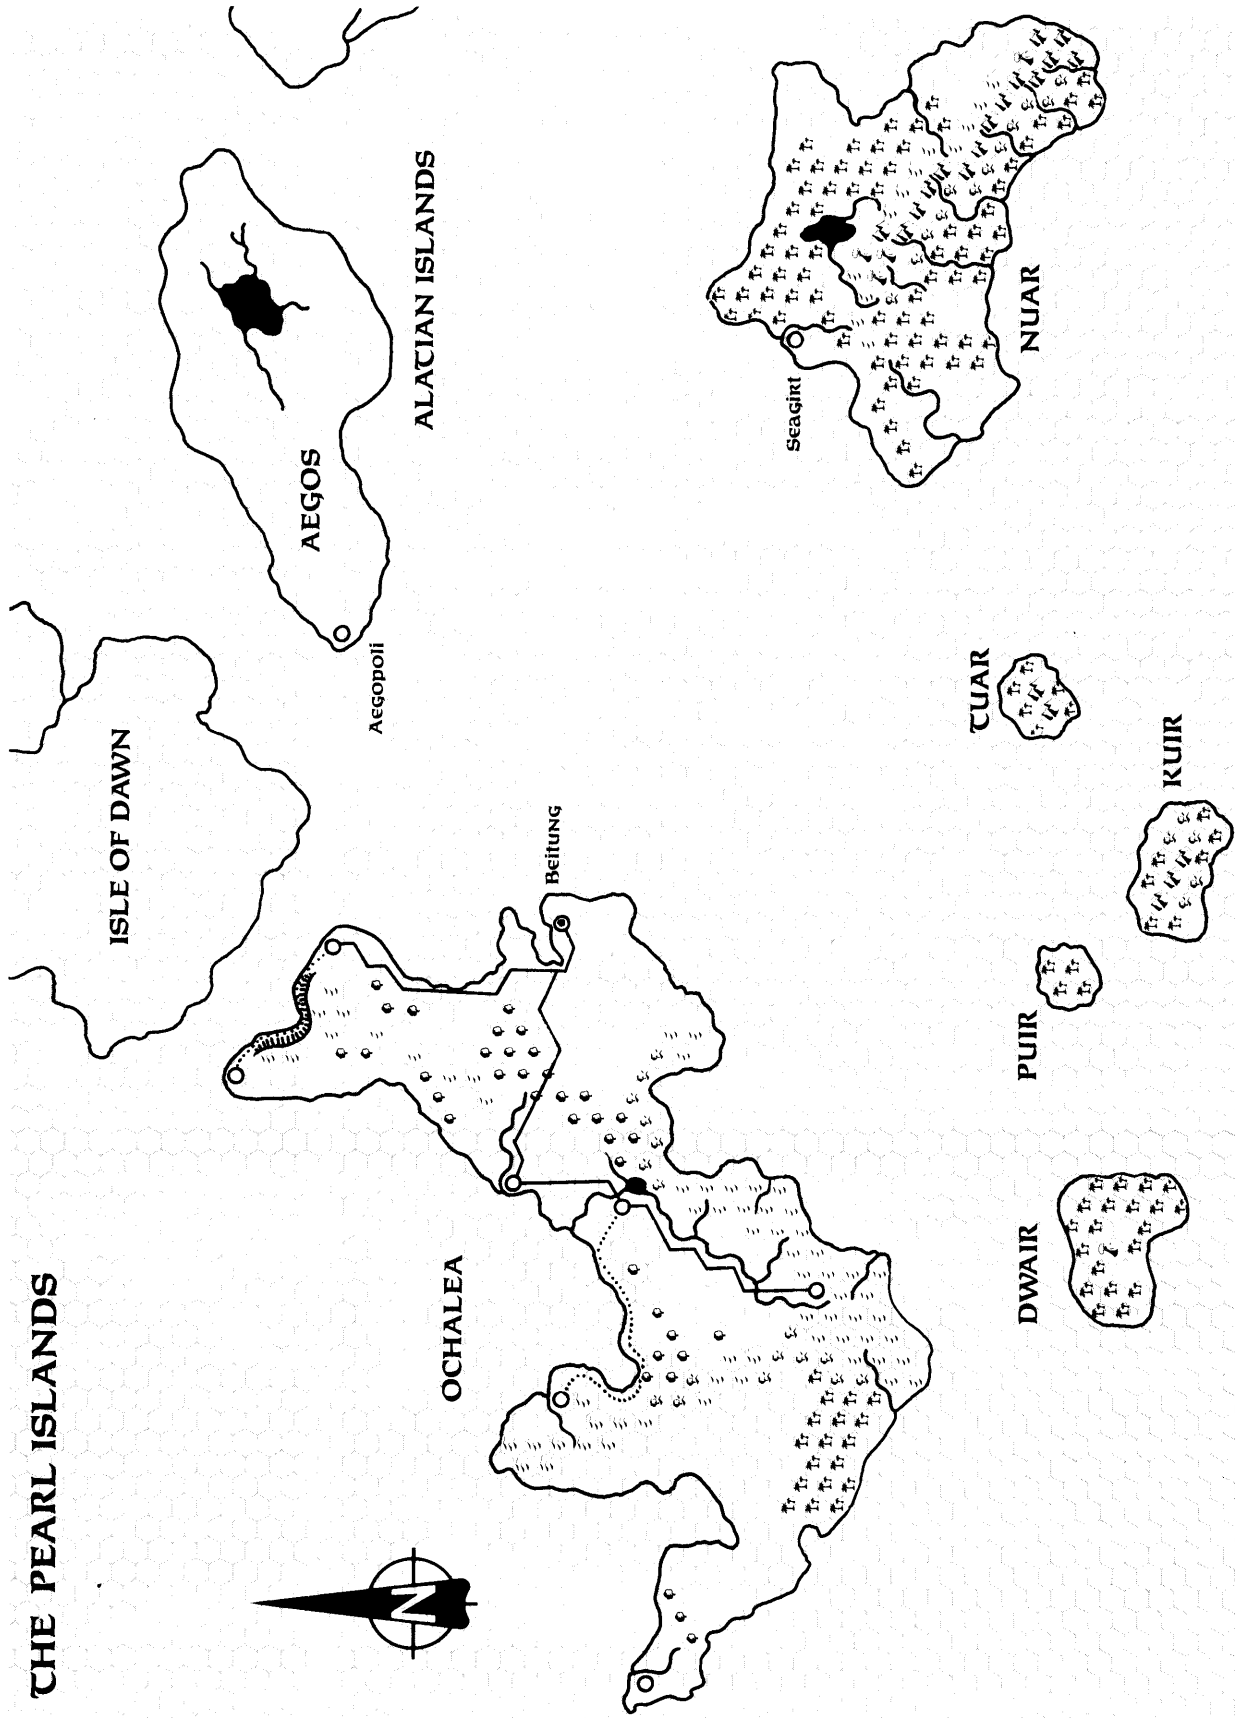 THE PEARL ISLANDS
N
ISLE OF DAWN
AEGOS
Aegopoli
ALATIAN ISLANDS
OCHALEA
Beitung
Seagirt
NUAR
TUAR
KUIR
PUIR
DWAIR